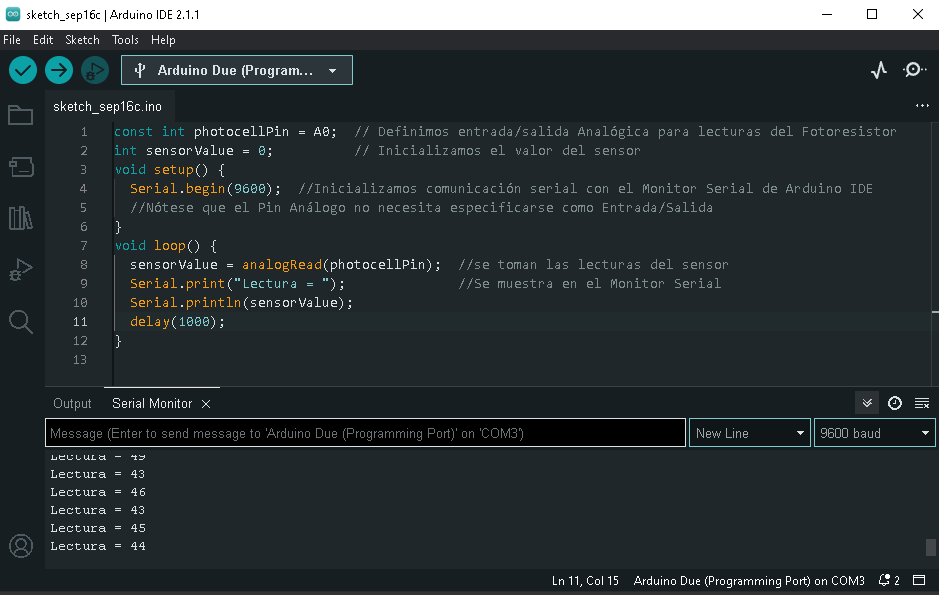 sketch_sep16c | Arduino IDE 2.1.1
File Edit Sketch Tools Help
Arduino Due (Program...
sketch_sep16c.ino
1 const int photocellPin = A0;  // Definimos entrada/salida Analógica para lecturas del Fotoresistor
2 int sensorValue = 0;          // Inicializamos el valor del sensor
3 void setup() {
4   Serial.begin(9600);  //Inicializamos comunicación serial con el Monitor Serial de Arduino IDE
5   //Nótese que el Pin Análogo no necesita especificarse como Entrada/Salida
6 }
7 void loop() {
8   sensorValue = analogRead(photocellPin);  //se toman las lecturas del sensor
9   Serial.print("Lectura = ");              //Se muestra en el Monitor Serial
10   Serial.println(sensorValue);
11   delay(1000);
12 }
13
Output Serial Monitor
Message (Enter to send message to 'Arduino Due (Programming Port)' on 'COM3') New Line 9600 baud
Lectura = 49
Lectura = 43
Lectura = 46
Lectura = 43
Lectura = 45
Lectura = 44
Ln 11, Col 15 Arduino Due (Programming Port) on COM3 2